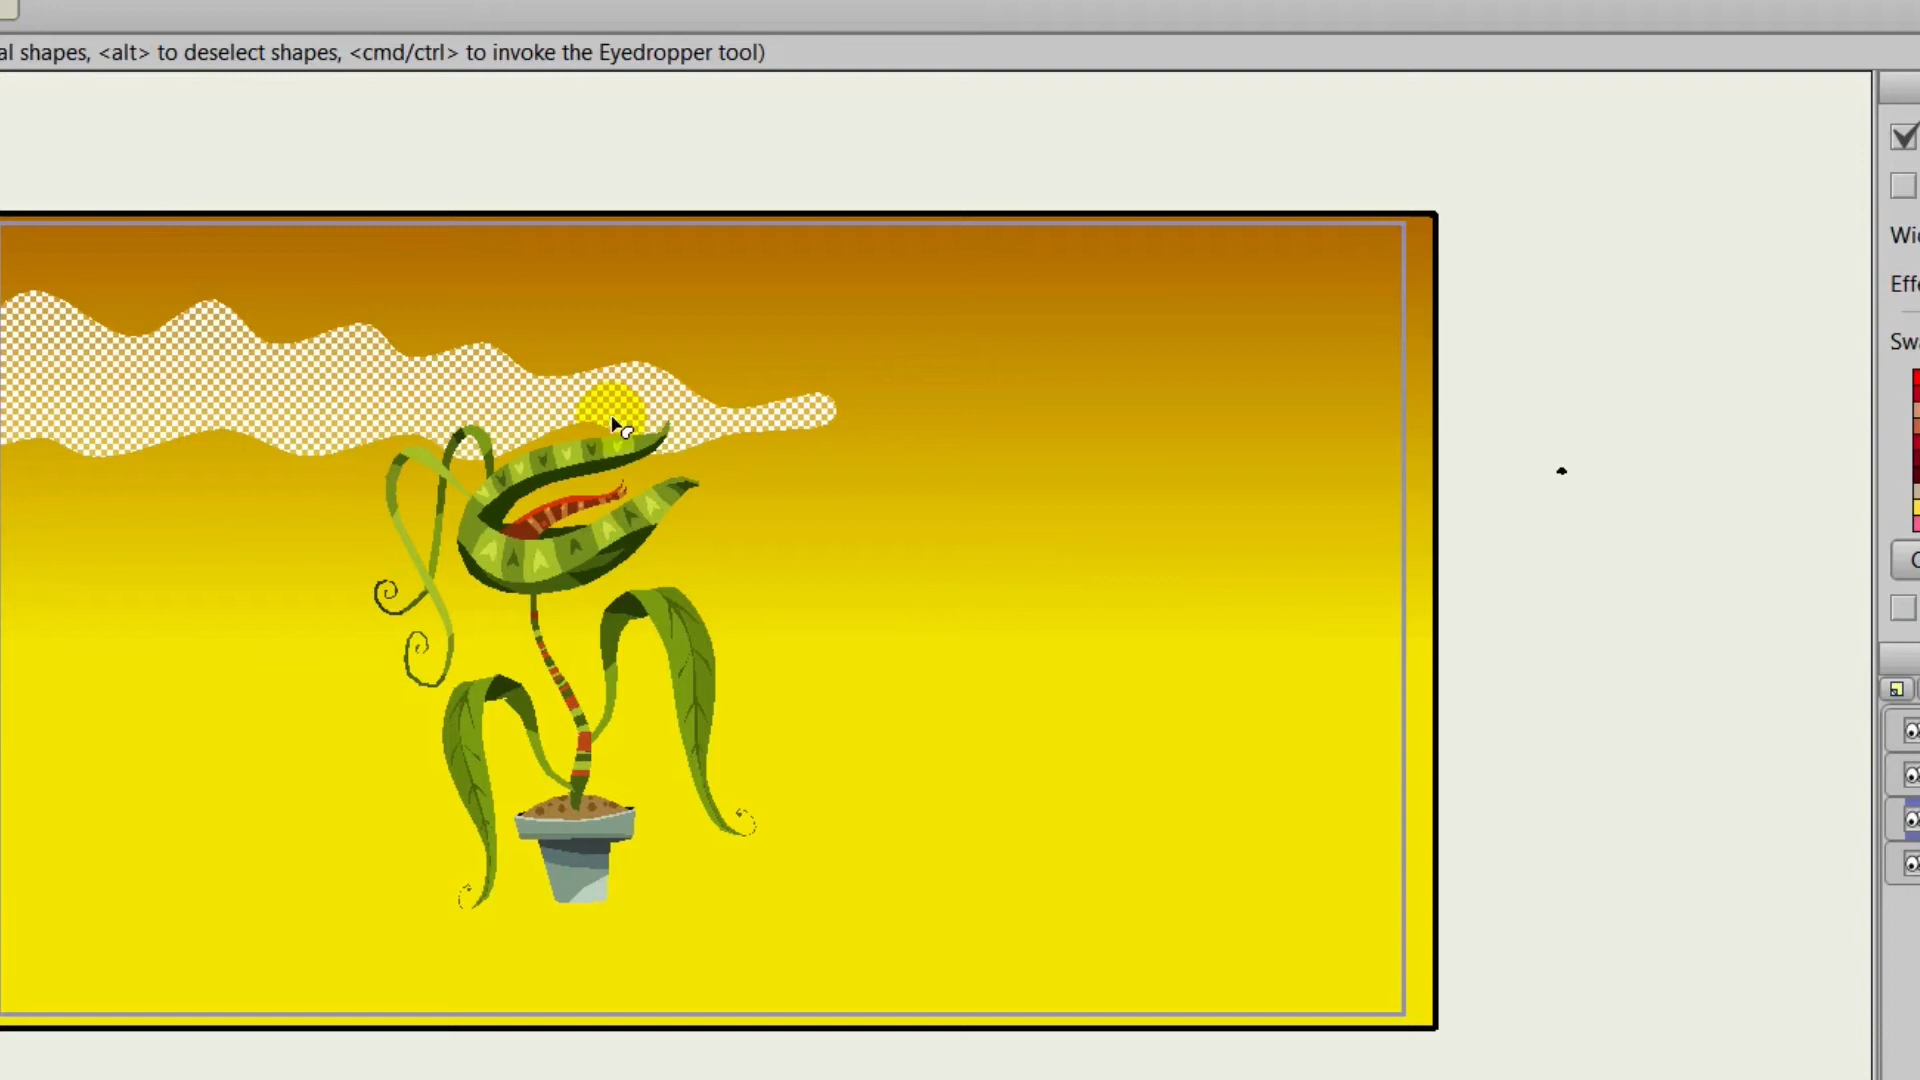 al shapes, <alt> to deselect shapes, <cmd/ctrl> to invoke the Eyedropper tool)